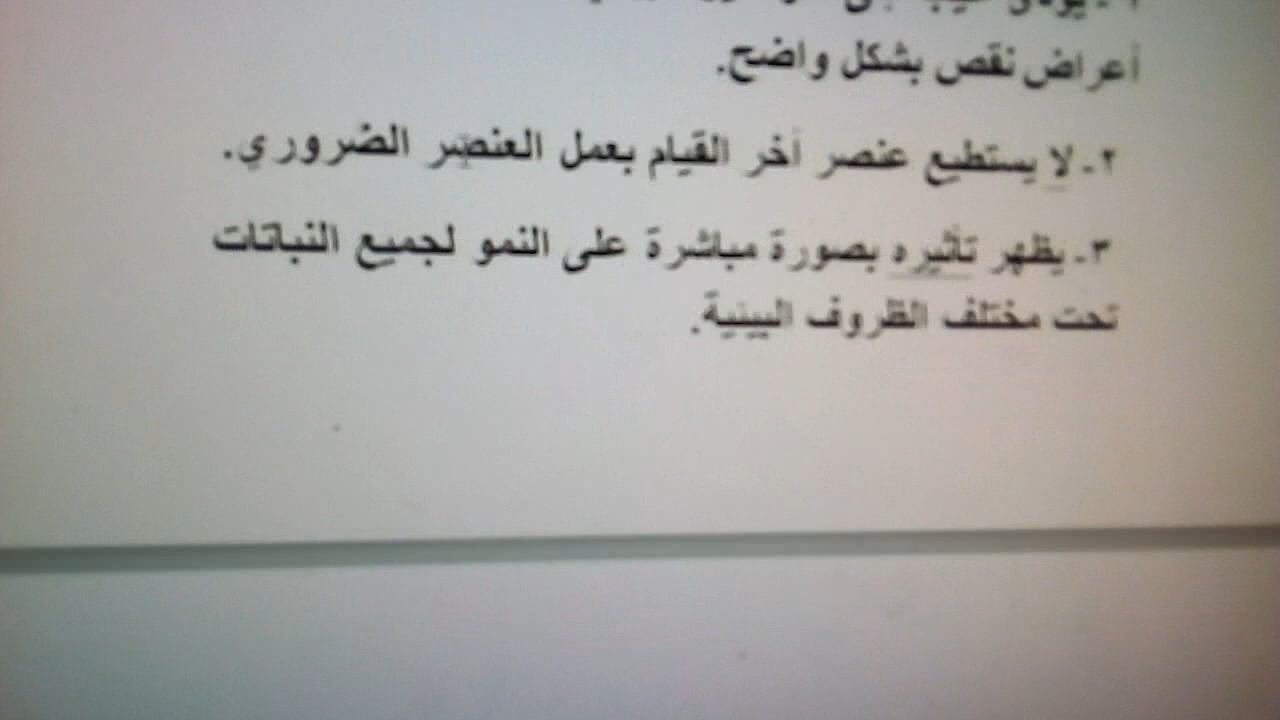 أعراض نقص بشكل واضح.
٢- لا يستطيع عنصر أخر القيام بعمل العنصر الضروري.
٣- يظهر تأثيره بصورة مباشرة على النمو لجميع النباتات
تحت مختلف الظروف البيئية.